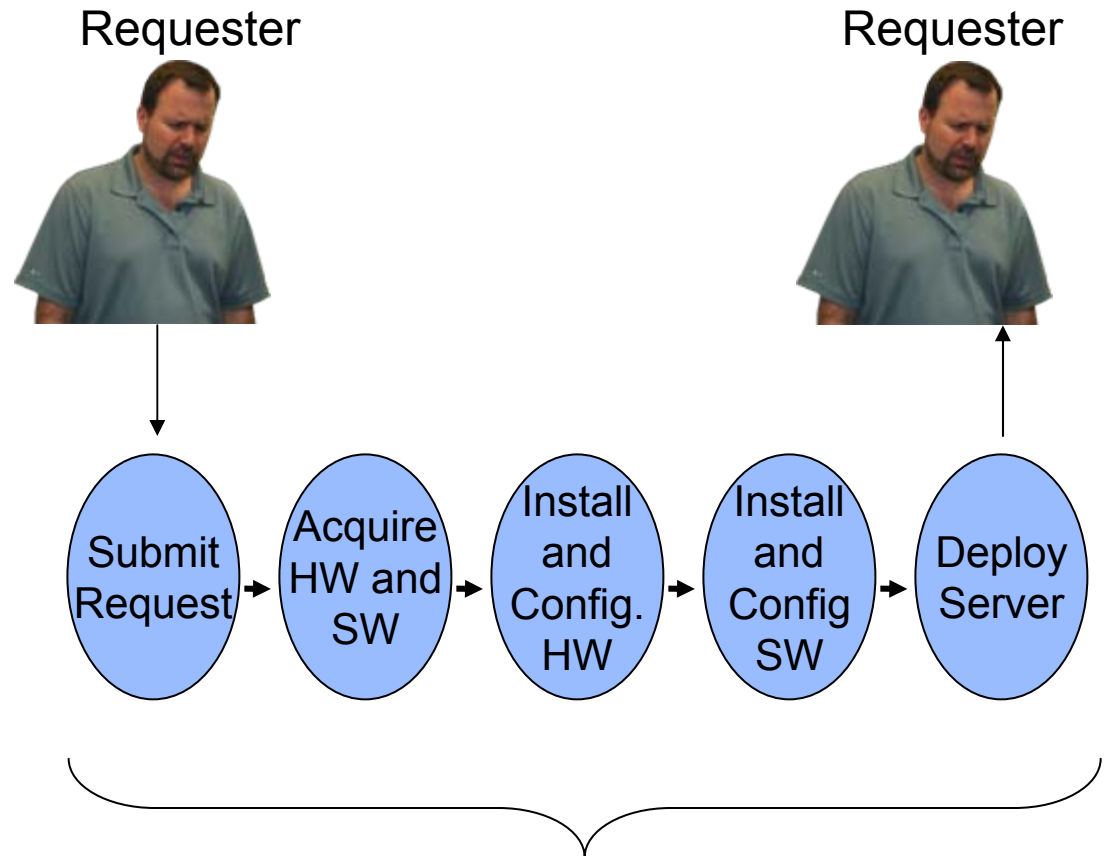 Requester
Requester
Submit
Request
Acquire
HW and
SW
Install
and
Config.
HW
Install
and
Config
SW
Deploy
Server